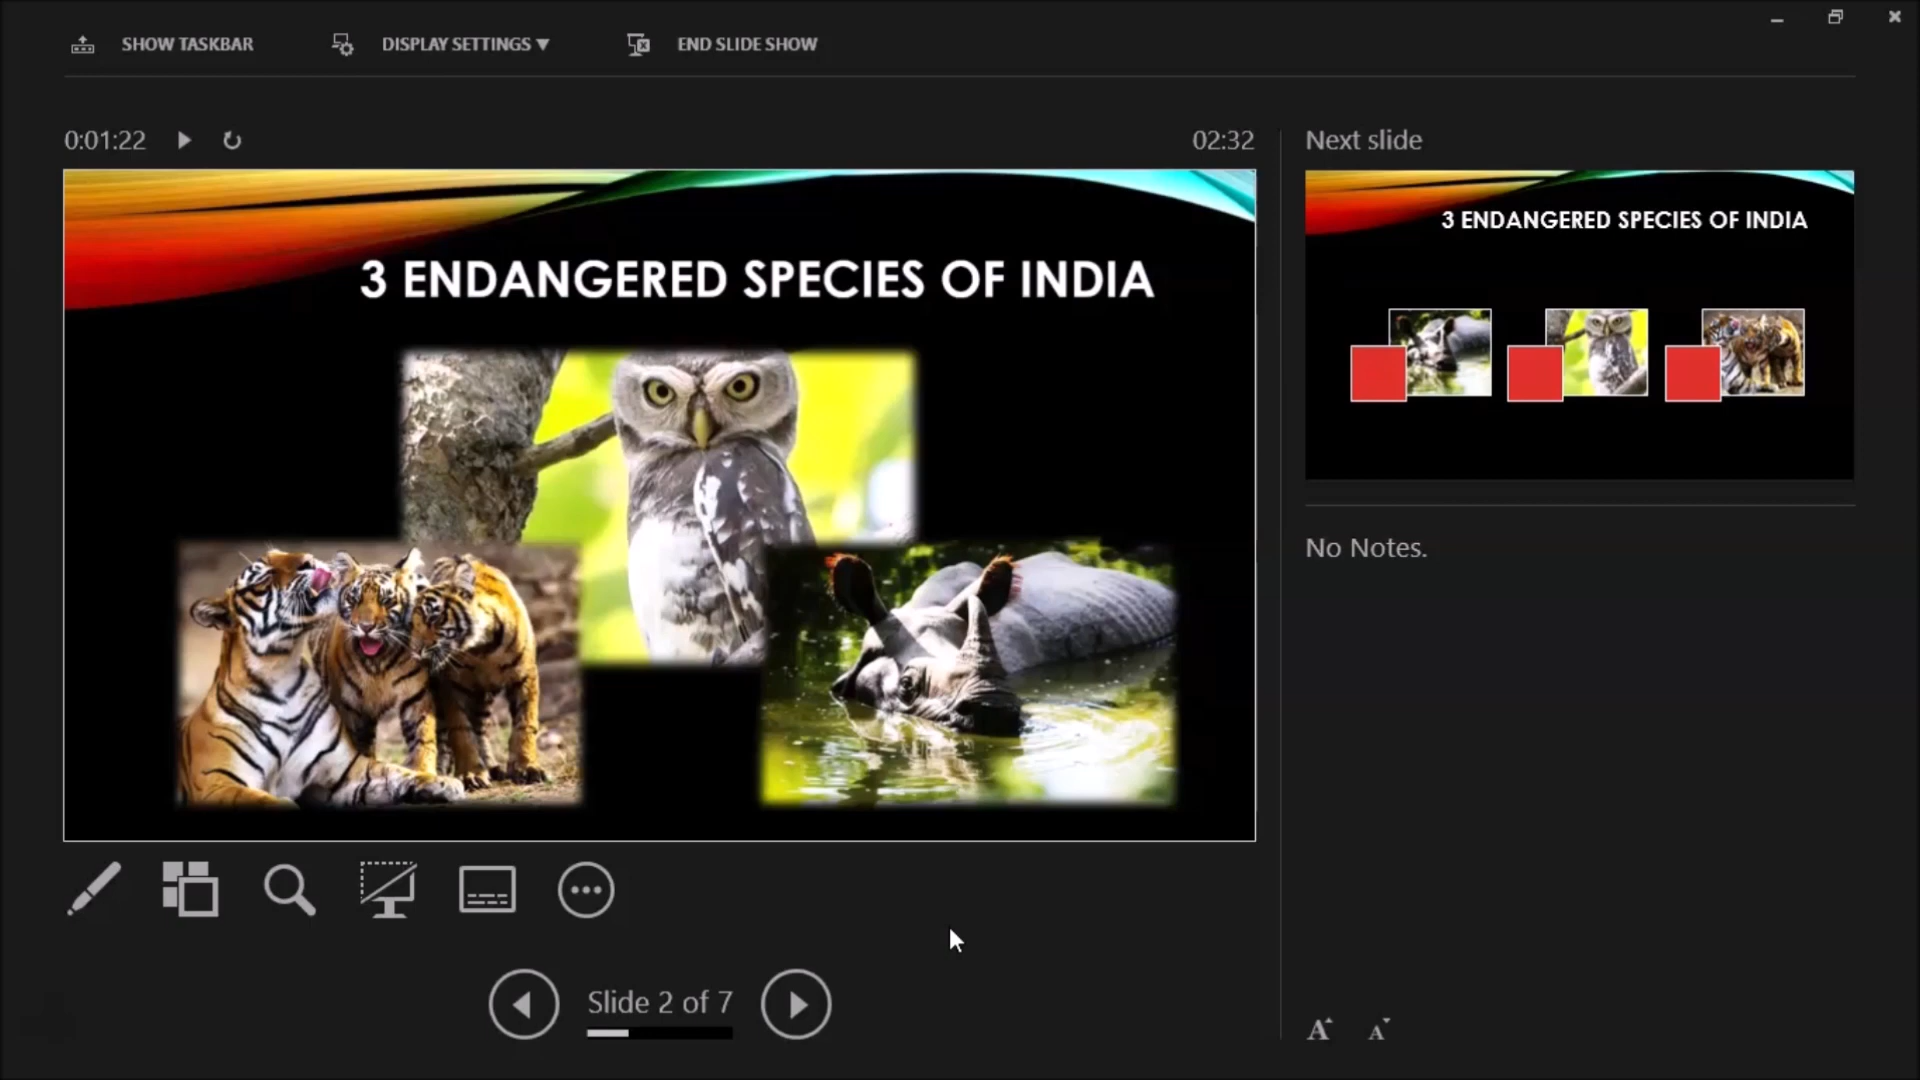 SHOW TASKBAR
DISPLAY SETTINGS ▼
END SLIDE SHOW
0:01:22
02:32
Next slide
3 ENDANGERED SPECIES OF INDIA
3 ENDANGERED SPECIES OF INDIA
No Notes.
Slide 2 of 7
A A